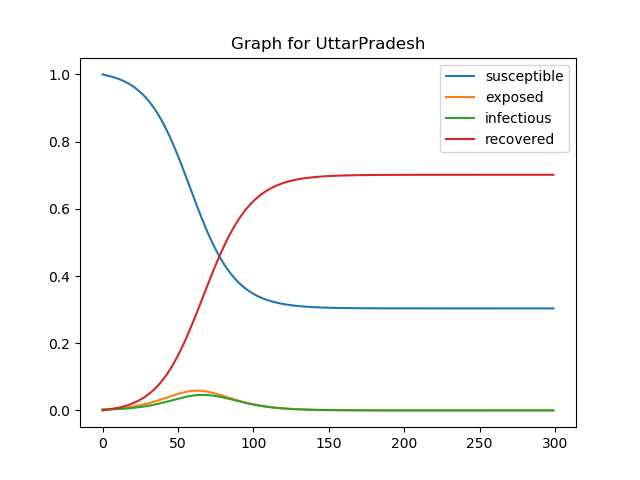 Graph for UttarPradesh
susceptible
exposed
infectious
recovered
1.0
0.8
0.6
0.4
0.2
0.0
0 50 100 150 200 250 300